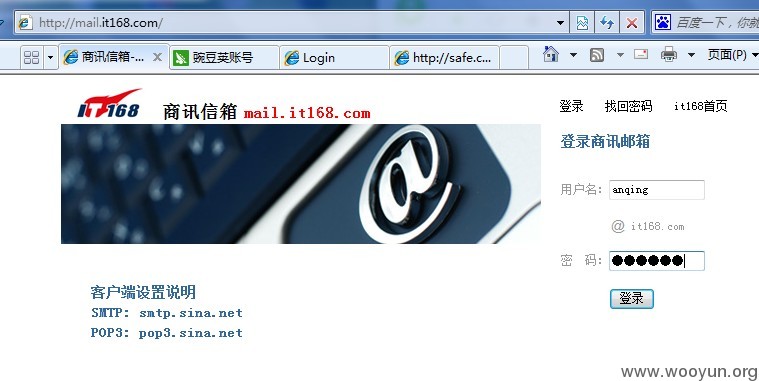 http://mail.it168.com/
百度一下，你就
商讯信箱-...
豌豆荚账号
Login
http://safe.c...
页面(P)
IT168
商讯信箱 mail.it168.com
登录 找回密码 it168首页
登录商讯邮箱
用户名: anqing
@ it168.com
密 码: ●●●●●●
登录
客户端设置说明
SMTP: smtp.sina.net
POP3: pop3.sina.net
www.wooyun.org